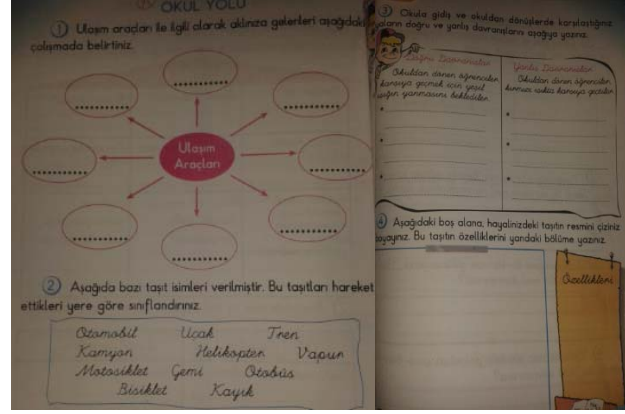 OKUL YOLU
1 Ulaşım araçları ile ilgili olarak aklınıza gelenleri aşağıdaki
çalışmada belirtiniz.
Ulaşım
Araçları
2 Aşağıda bazı taşıt isimleri verilmiştir. Bu taşıtları hareket
ettikleri yere göre sınıflandırınız.
Otomobil Uçak Tren
Kamyon Helikopter Vapur
Motosiklet Gemi Otobüs
Bisiklet Kayık
3 Okula gidiş ve okuldan dönüşlerde karşılaştığınız
doğru ve yanlış davranışları aşağıya yazınız.
Doğru Davranışlar
Okuldan dönen öğrenciler
karşıya geçmek için yeşil
ışığın yanmasını beklediler.
Yanlış Davranışlar
Okuldan dönen öğrenciler
kırmızı ışıkta karşıya geçtiler.
4 Aşağıdaki boş alana, hayalinizdeki taşıtın resmini çiziniz
boyayınız. Bu taşıtın özelliklerini yandaki bölüme yazınız.
Özellikleri